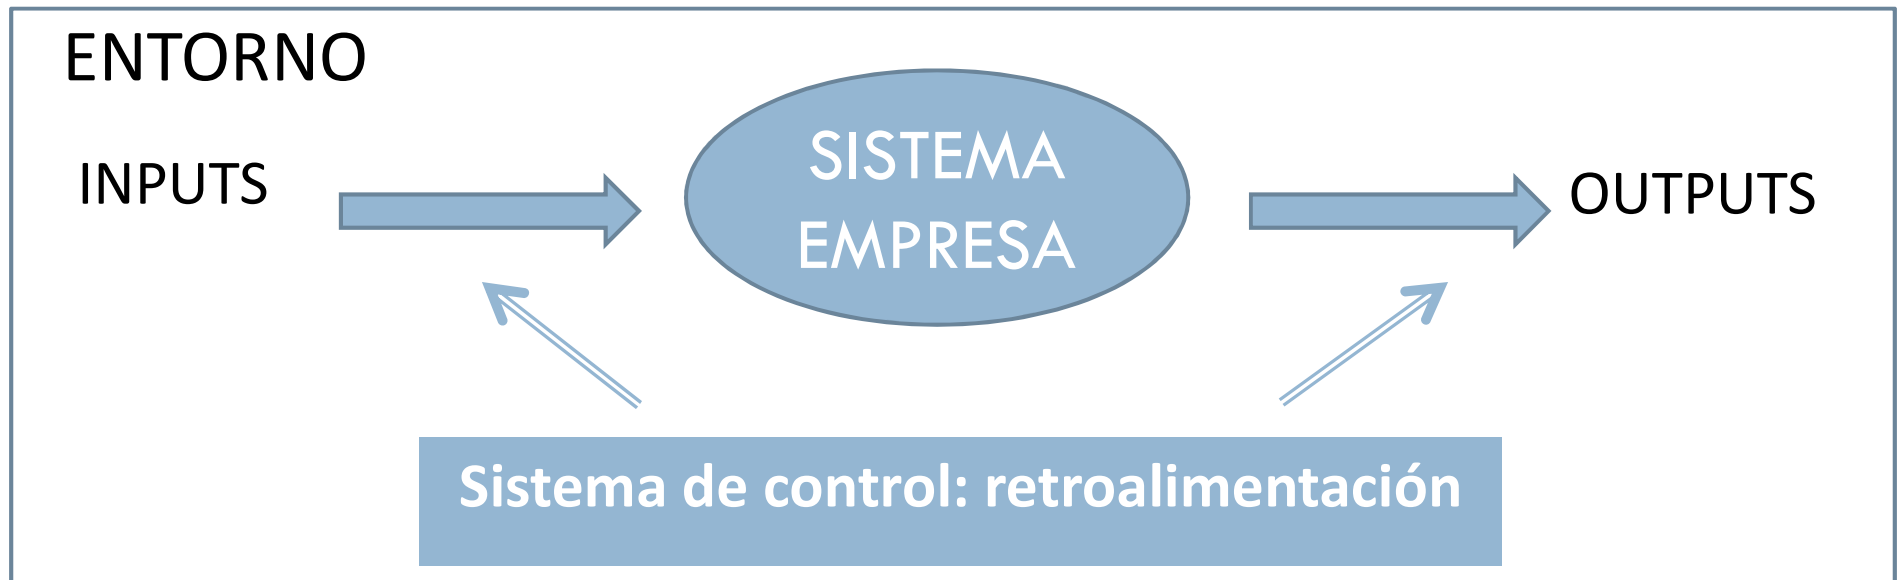 ENTORNO
INPUTS
SISTEMA
EMPRESA
OUTPUTS
Sistema de control: retroalimentación